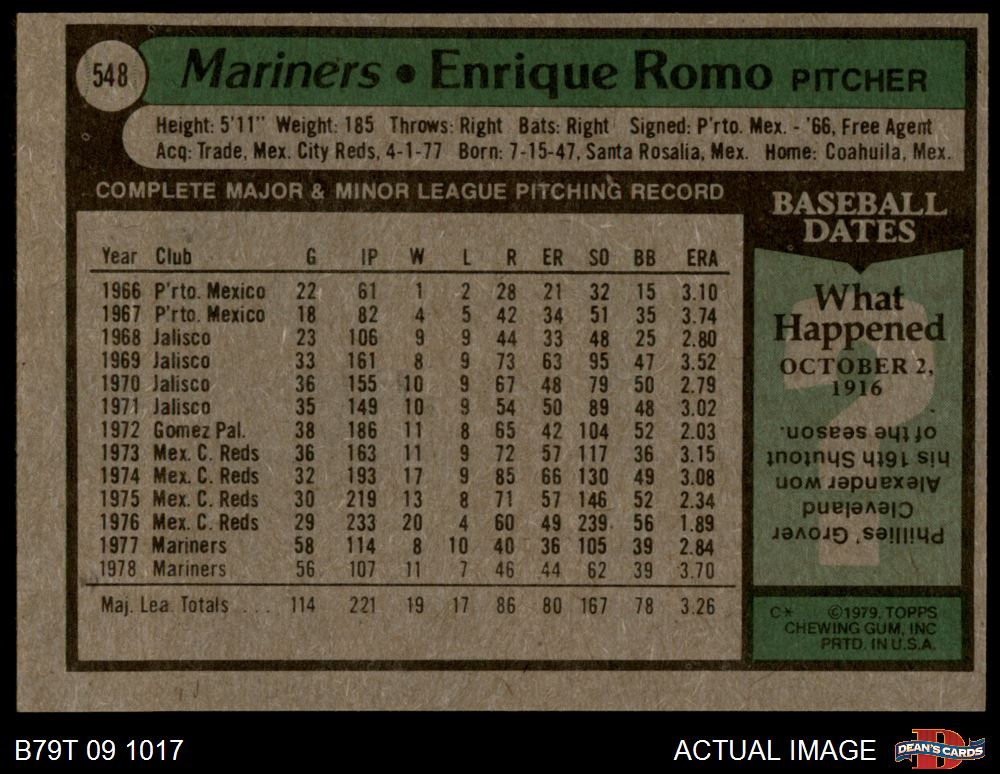 548 Mariners • Enrique Romo PITCHER
Height: 5'11" Weight: 185 Throws: Right Bats: Right Signed: P'rto. Mex. - '66, Free Agent
Acq: Trade, Mex. City Reds, 4-1-77 Born: 7-15-47, Santa Rosalia, Mex. Home: Coahuila, Mex.
COMPLETE MAJOR & MINOR LEAGUE PITCHING RECORD
Year Club G IP W L R ER SO BB ERA
1966 P'rto. Mexico 22 61 1 2 28 21 32 15 3.10
1967 P'rto. Mexico 18 82 4 5 42 34 51 35 3.74
1968 Jalisco 23 106 9 9 44 33 48 25 2.80
1969 Jalisco 33 161 8 9 73 63 95 47 3.52
1970 Jalisco 36 155 10 9 67 48 79 50 2.79
1971 Jalisco 35 149 10 9 54 50 89 48 3.02
1972 Gomez Pal. 38 186 11 8 65 42 104 52 2.03
1973 Mex. C. Reds 36 163 11 9 72 57 117 36 3.15
1974 Mex. C. Reds 32 193 17 9 85 66 130 49 3.08
1975 Mex. C. Reds 30 219 13 8 71 57 146 52 2.34
1976 Mex. C. Reds 29 233 20 4 60 49 239 56 1.89
1977 Mariners 58 114 8 10 40 36 105 39 2.84
1978 Mariners 56 107 11 7 46 44 62 39 3.70
Maj. Lea. Totals . . . 114 221 19 17 86 80 167 78 3.26
BASEBALL
DATES
What
Happened
OCTOBER 2,
1916
Phillies' Grover
Cleveland
Alexander won
his 16th Shutout
of the season.
C* ©1979, TOPPS
CHEWING GUM, INC
PRTD. IN U.S.A.
B79T 09 1017
ACTUAL IMAGE
D
DEAN'S CARDS